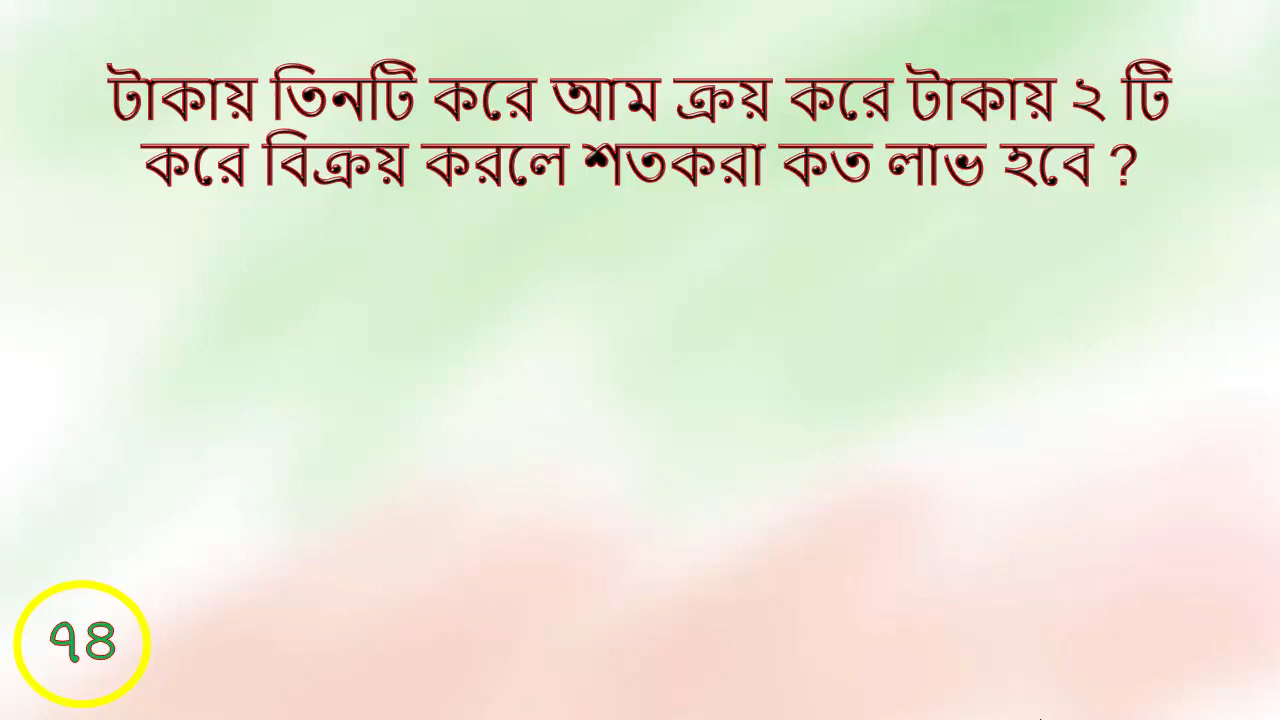 টাকায় তিনটি করে আম ক্রয় করে টাকায় ২ টি
করে বিক্রয় করলে শতকরা কত লাভ হবে ?
৭৪